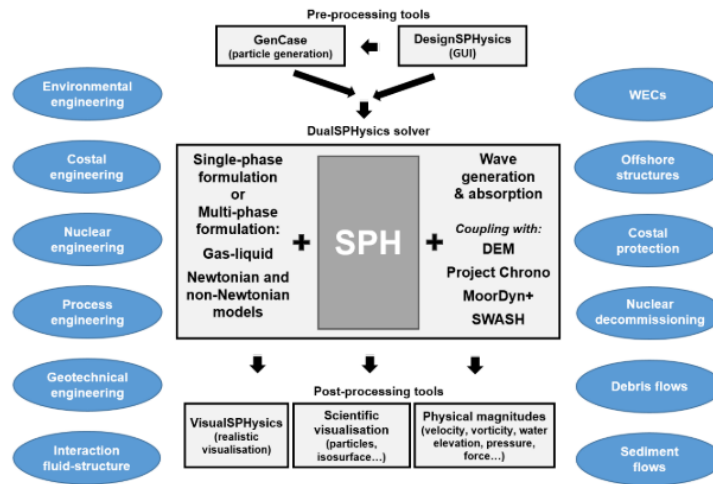 Pre-processing tools
GenCase
(particle generation)
DesignSPHysics
(GUI)
Environmental
engineering
Costal
engineering
Nuclear
engineering
Process
engineering
Geotechnical
engineering
Interaction
fluid-structure
DualSPHysics solver
Single-phase
formulation
or
Multi-phase
formulation:
Gas-liquid
Newtonian and
non-Newtonian
models
+
SPH
+
Wave
generation
& absorption
Coupling with:
DEM
Project Chrono
MoorDyn+
SWASH
WECs
Offshore
structures
Costal
protection
Nuclear
decommissioning
Debris flows
Sediment
flows
Post-processing tools
VisualSPHysics
(realistic
visualisation)
Scientific
visualisation
(particles,
isosurface...)
Physical magnitudes
(velocity, vorticity, water
elevation, pressure,
force...)